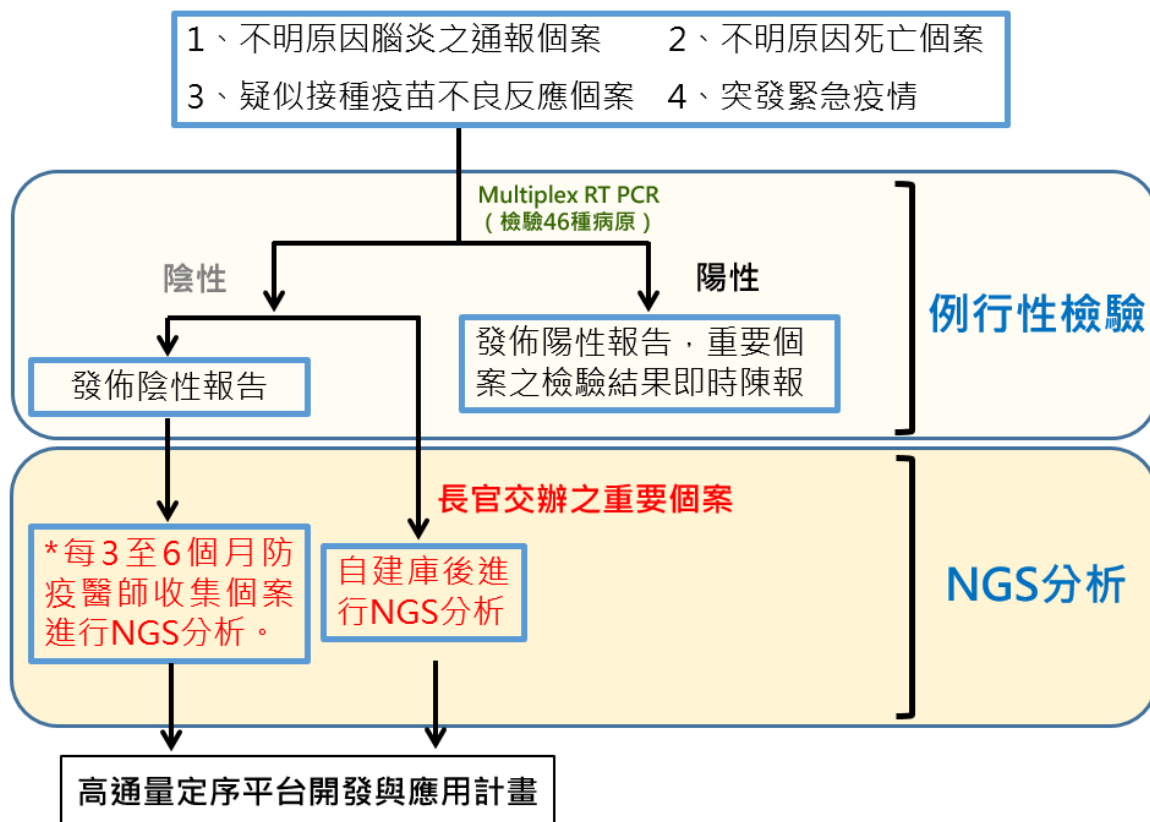 1、不明原因腦炎之通報個案 2、不明原因死亡個案
3、疑似接種疫苗不良反應個案 4、突發緊急疫情
Multiplex RT PCR
（檢驗46種病原）
陰性
陽性
例行性檢驗
發佈陽性報告，重要個
案之檢驗結果即時陳報
發佈陰性報告
長官交辦之重要個案
*每3至6個月防
疫醫師收集個案
進行NGS分析。
自建庫後進
行NGS分析
NGS分析
高通量定序平台開發與應用計畫